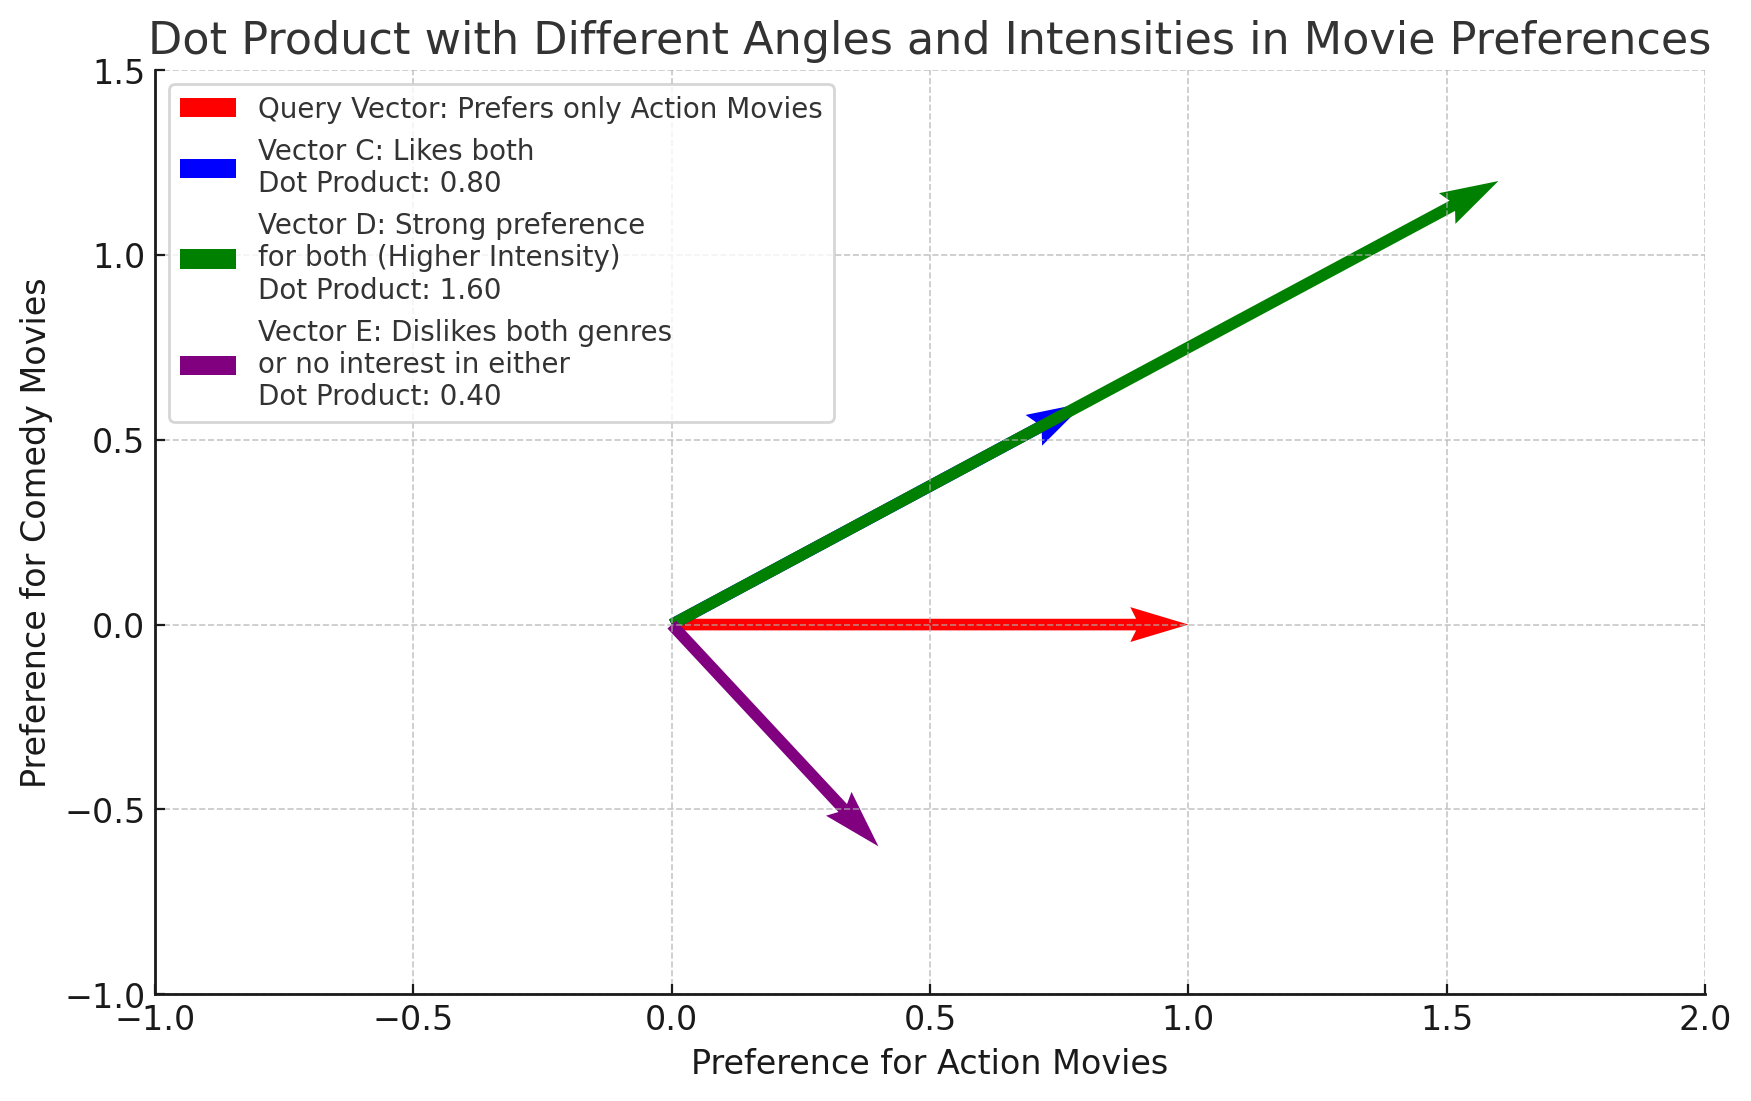 Dot Product with Different Angles and Intensities in Movie Preferences
1.5
1.0
0.5
0.0
−0.5
−1.0
Preference for Comedy Movies
Query Vector: Prefers only Action Movies
Vector C: Likes both
Dot Product: 0.80
Vector D: Strong preference
for both (Higher Intensity)
Dot Product: 1.60
Vector E: Dislikes both genres
or no interest in either
Dot Product: 0.40
−1.0 −0.5 0.0 0.5 1.0 1.5 2.0
Preference for Action Movies